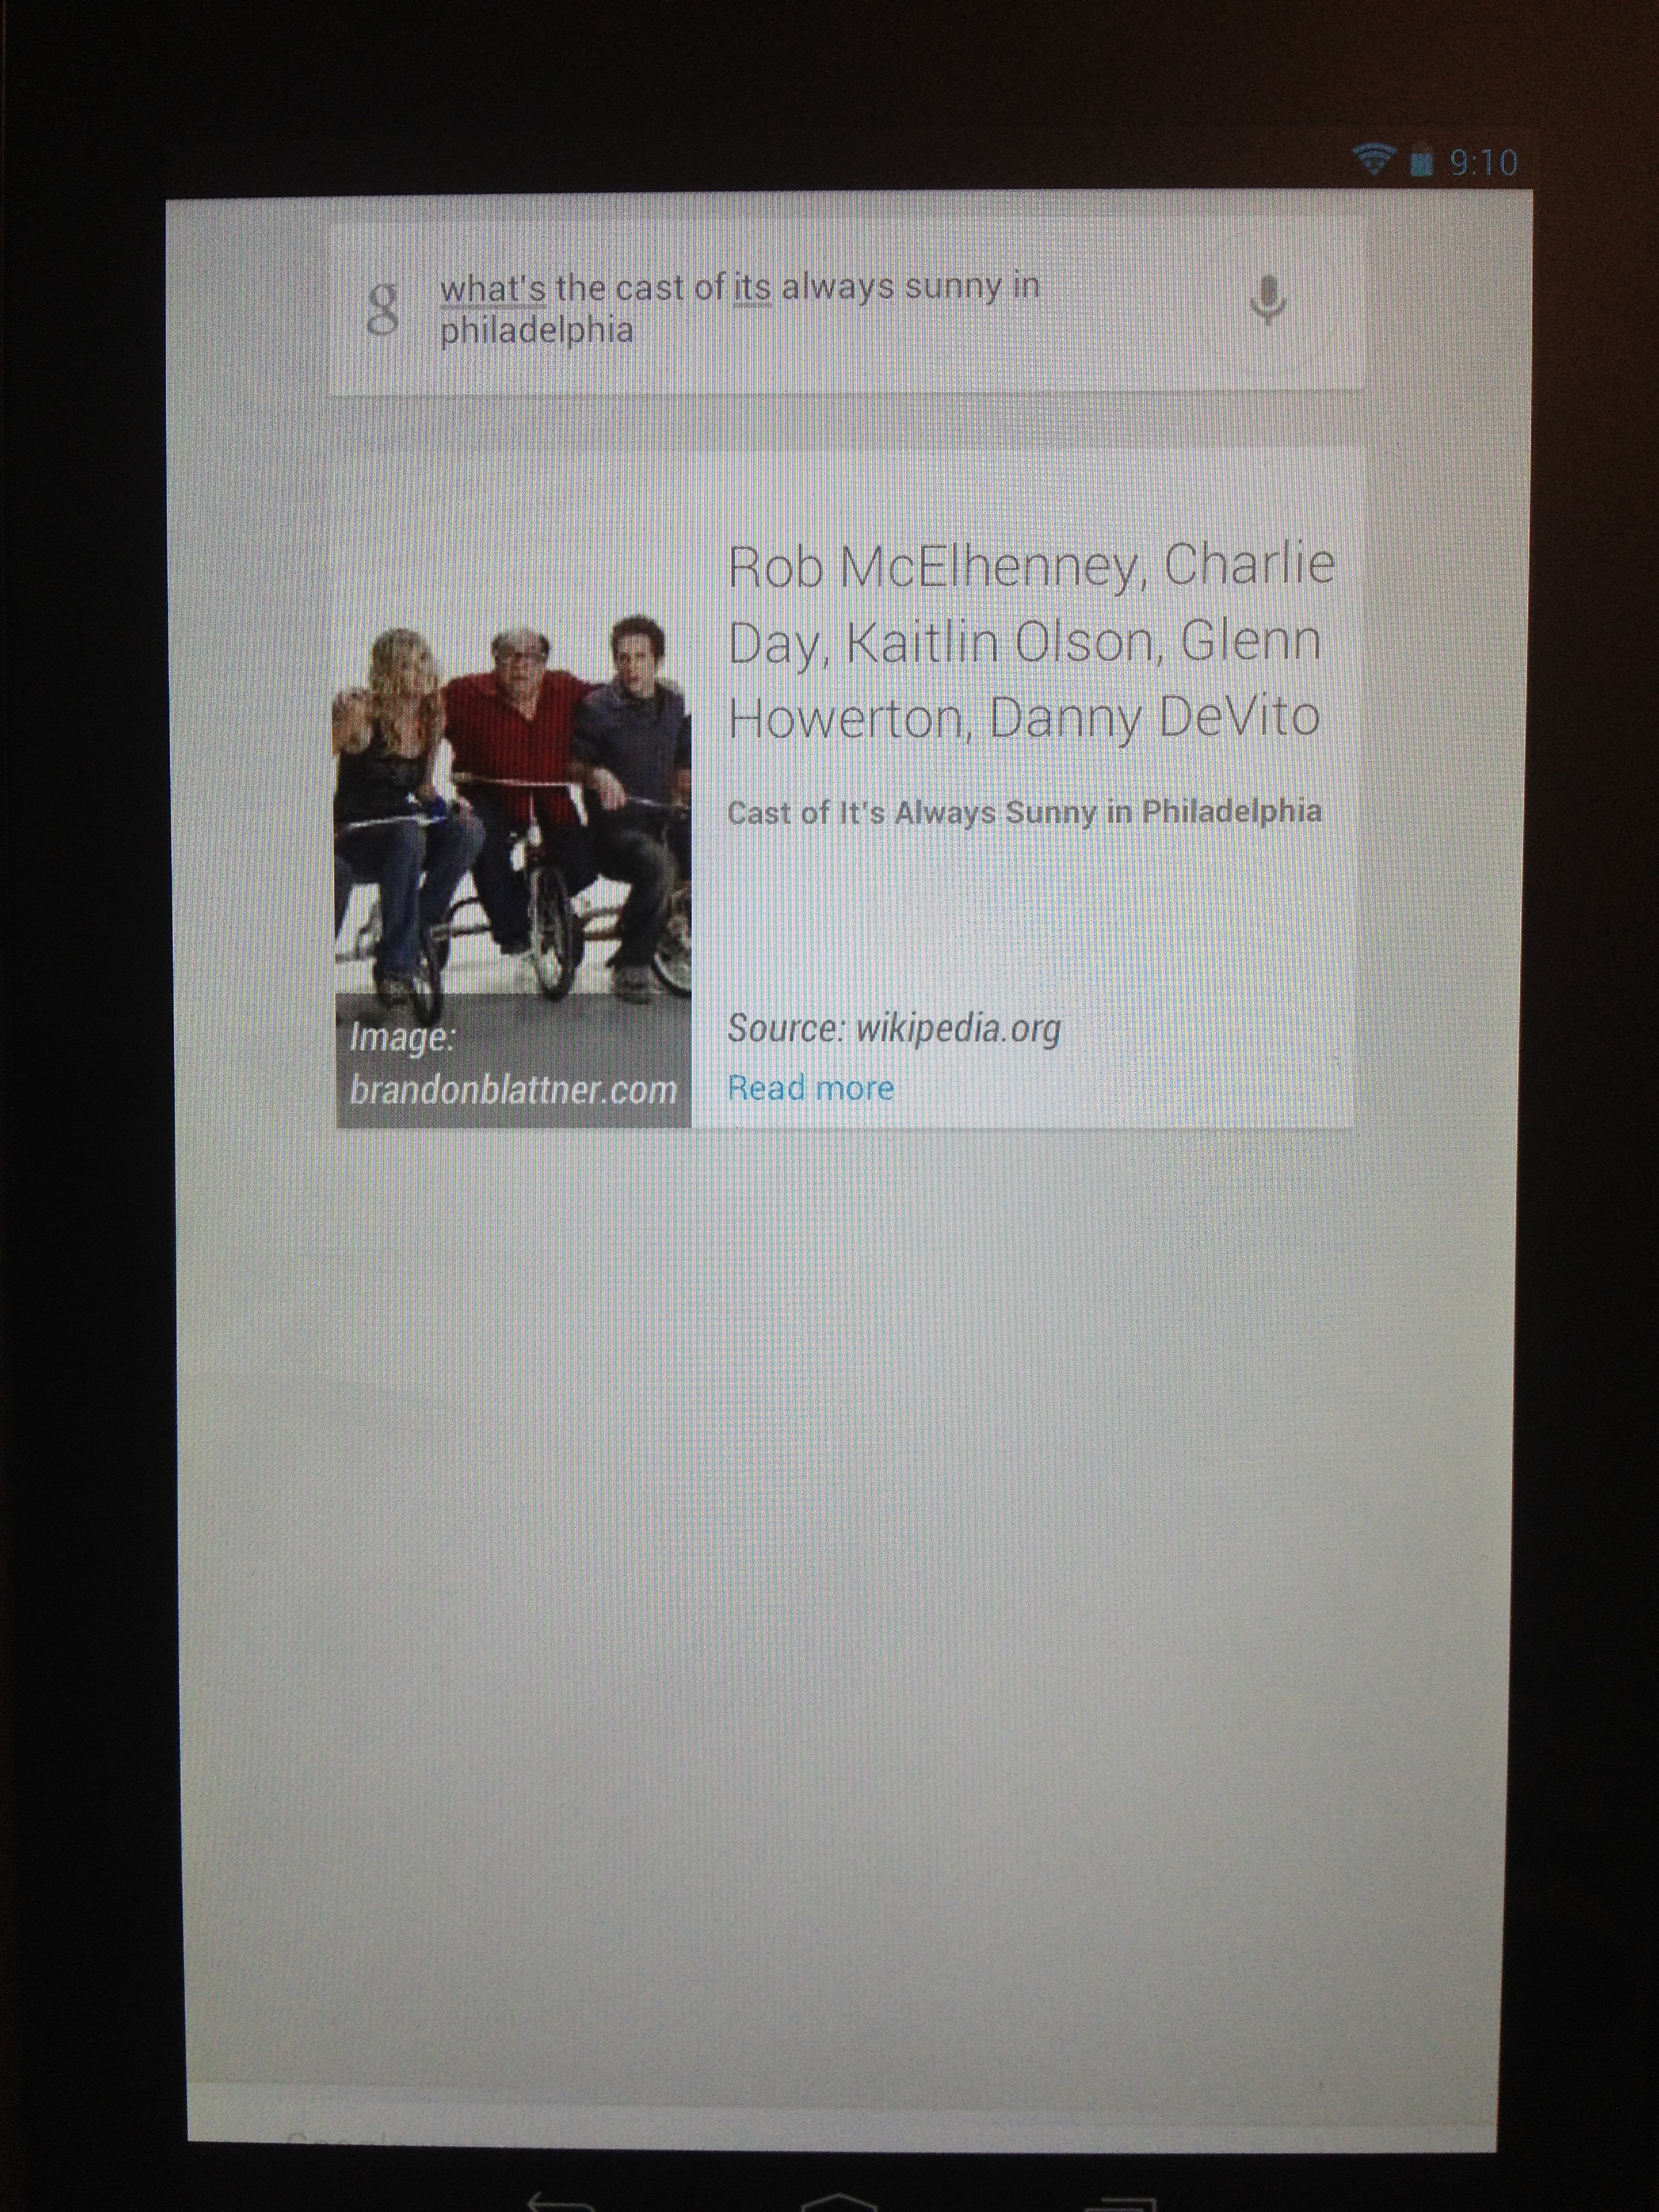 9:10
g what's the cast of its always sunny in
philadelphia
Rob McElhenney, Charlie
Day, Kaitlin Olson, Glenn
Howerton, Danny DeVito
Cast of It's Always Sunny in Philadelphia
Image:
brandonblattner.com
Source: wikipedia.org
Read more